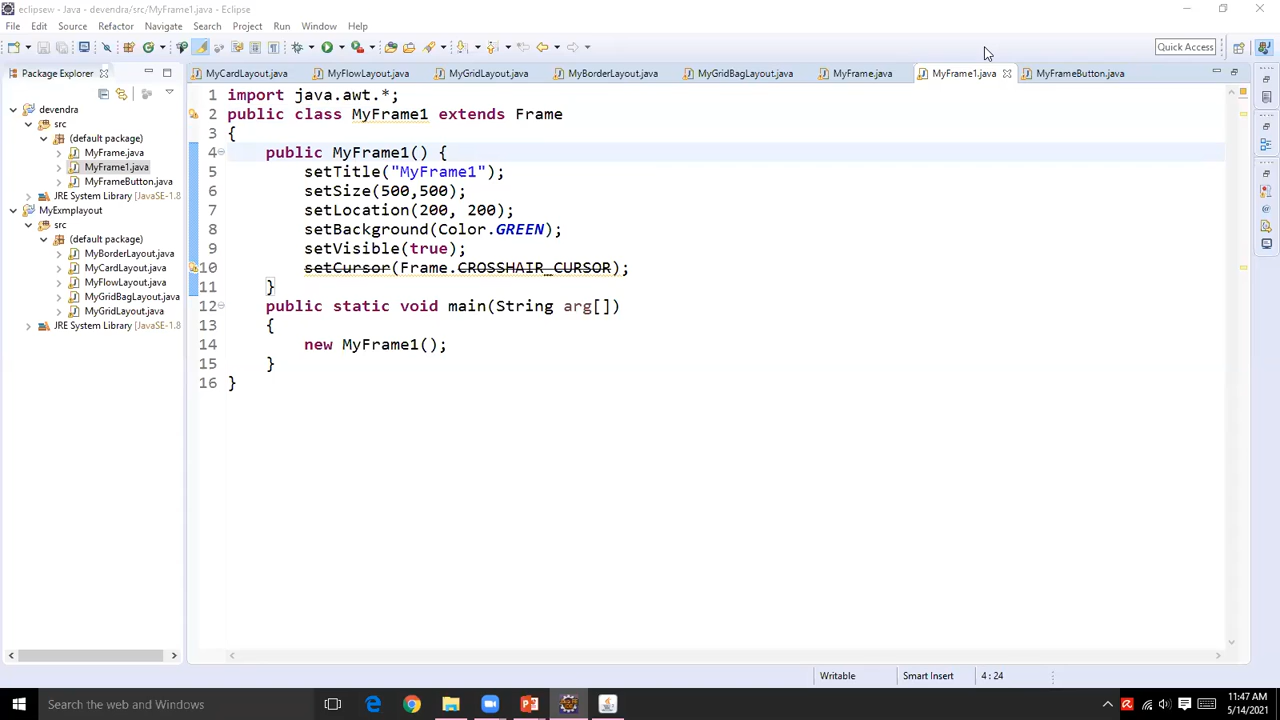 eclipsew - Java - devendra/src/MyFrame1.java - Eclipse
File Edit Source Refactor Navigate Search Project Run Window Help
Quick Access
Package Explorer
MyCardLayout.java MyFlowLayout.java MyGridLayout.java MyBorderLayout.java MyGridBagLayout.java MyFrame.java MyFrame1.java MyFrameButton.java
devendra
src
(default package)
MyFrame.java
MyFrame1.java
MyFrameButton.java
JRE System Library [JavaSE-1.8
MyExmplayout
src
(default package)
MyBorderLayout.java
MyCardLayout.java
MyFlowLayout.java
MyGridBagLayout.java
MyGridLayout.java
JRE System Library [JavaSE-1.8
1 import java.awt.*;
2 public class MyFrame1 extends Frame
3 {
4 public MyFrame1() {
5 setTitle("MyFrame1");
6 setSize(500,500);
7 setLocation(200, 200);
8 setBackground(Color.GREEN);
9 setVisible(true);
10 setCursor(Frame.CROSSHAIR_CURSOR);
11 }
12 public static void main(String arg[])
13 {
14 new MyFrame1();
15 }
16 }
Writable Smart Insert 4 : 24
Search the web and Windows
11:47 AM
5/14/2021